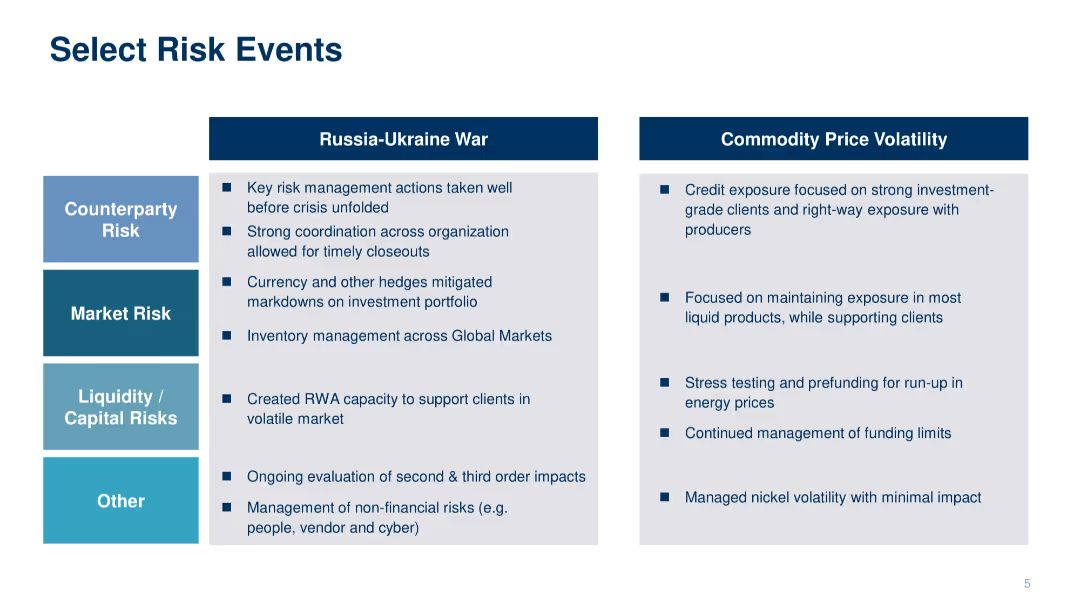 Select Risk Events
Russia-Ukraine War
Commodity Price Volatility
Counterparty
Risk
■ Key risk management actions taken well
before crisis unfolded
■ Strong coordination across organization
allowed for timely closeouts
■ Credit exposure focused on strong investment-
grade clients and right-way exposure with
producers
Market Risk
■ Currency and other hedges mitigated
markdowns on investment portfolio
■ Inventory management across Global Markets
■ Focused on maintaining exposure in most
liquid products, while supporting clients
Liquidity /
Capital Risks
■ Created RWA capacity to support clients in
volatile market
■ Stress testing and prefunding for run-up in
energy prices
■ Continued management of funding limits
Other
■ Ongoing evaluation of second & third order impacts
■ Management of non-financial risks (e.g.
people, vendor and cyber)
■ Managed nickel volatility with minimal impact
5